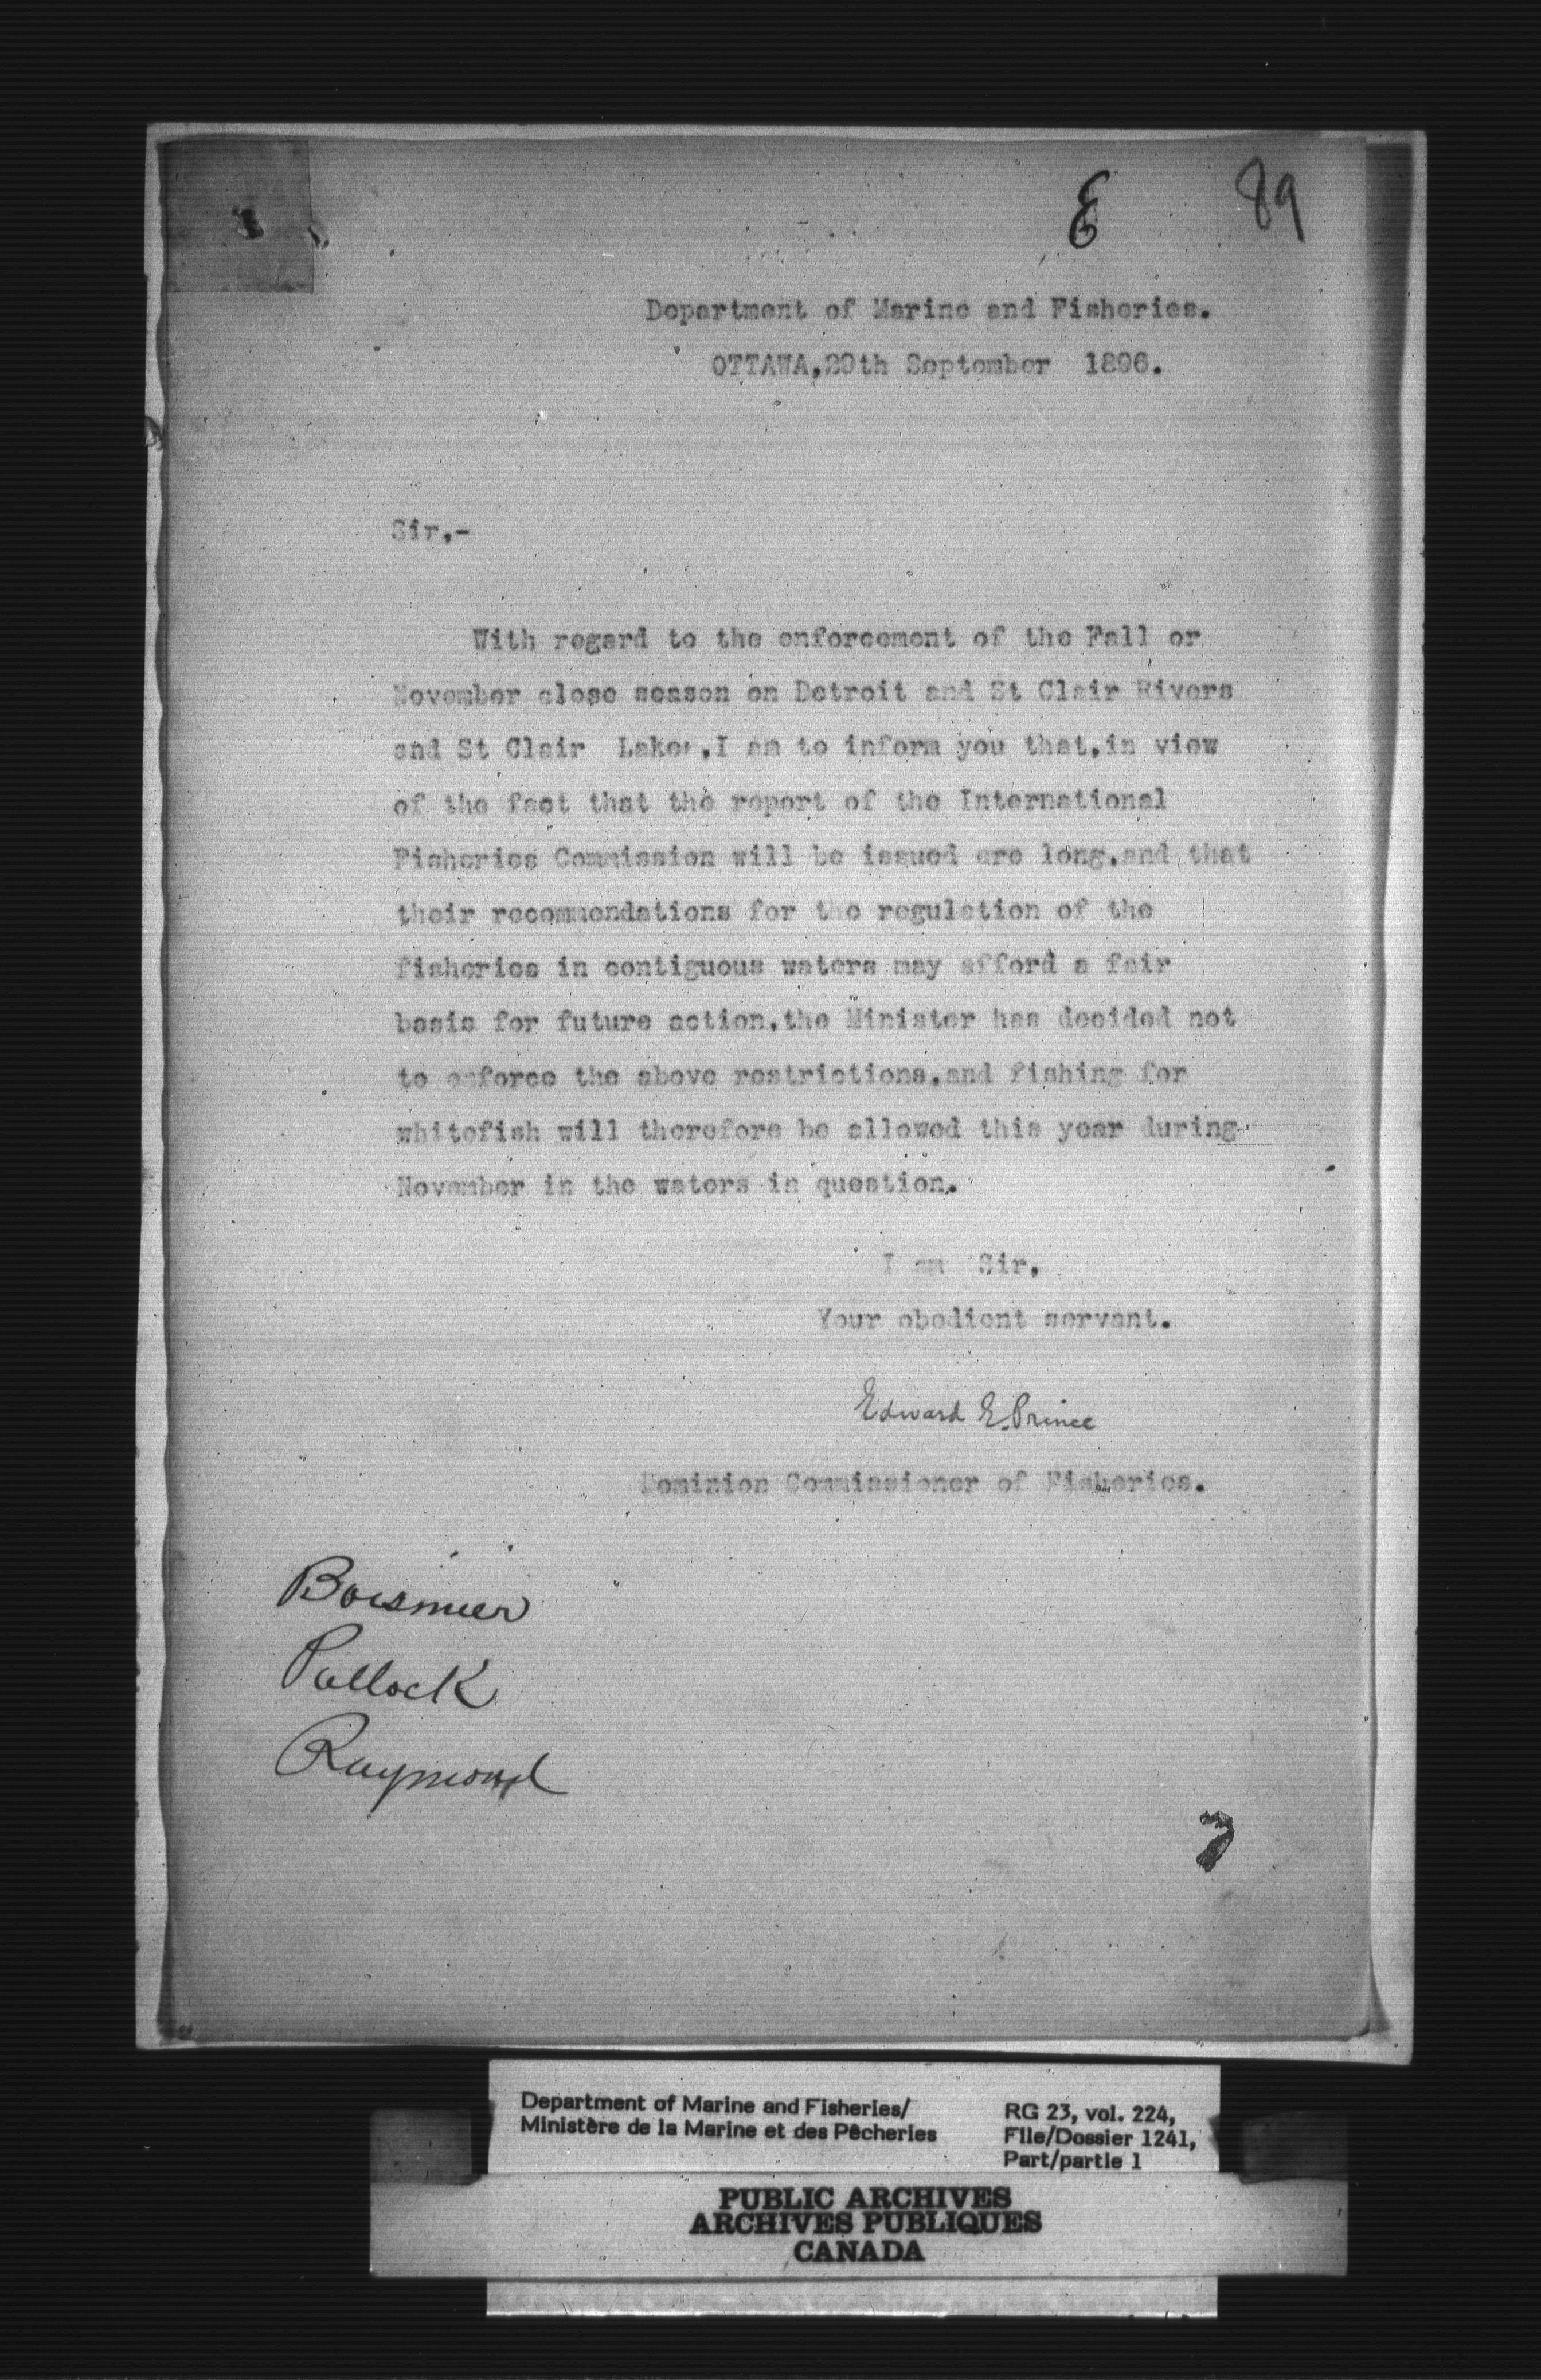 E 89
Department of Marine and Fisheries.
OTTAWA, 29th September 1896.
Sir,-
With regard to the enforcement of the Fall or
November close season on Detroit and St Clair Rivers
and St Clair Lake, I am to inform you that, in view
of the fact that the report of the International
Fisheries Commission will be issued ere long, and that
their recommendations for the regulation of the
fisheries in contiguous waters may afford a fair
basis for future action, the Minister has decided not
to enforce the above restrictions, and fishing for
whitefish will therefore be allowed this year during
November in the waters in question.
I am Sir,
Your obedient servant.
Edward E. Prince
Dominion Commissioner of Fisheries.
Boismier
Pollock
Raymond
7
Department of Marine and Fisheries/ RG 23, vol. 224,
Ministère de la Marine et des Pêcheries File/Dossier 1241,
Part/partie 1
PUBLIC ARCHIVES
ARCHIVES PUBLIQUES
CANADA